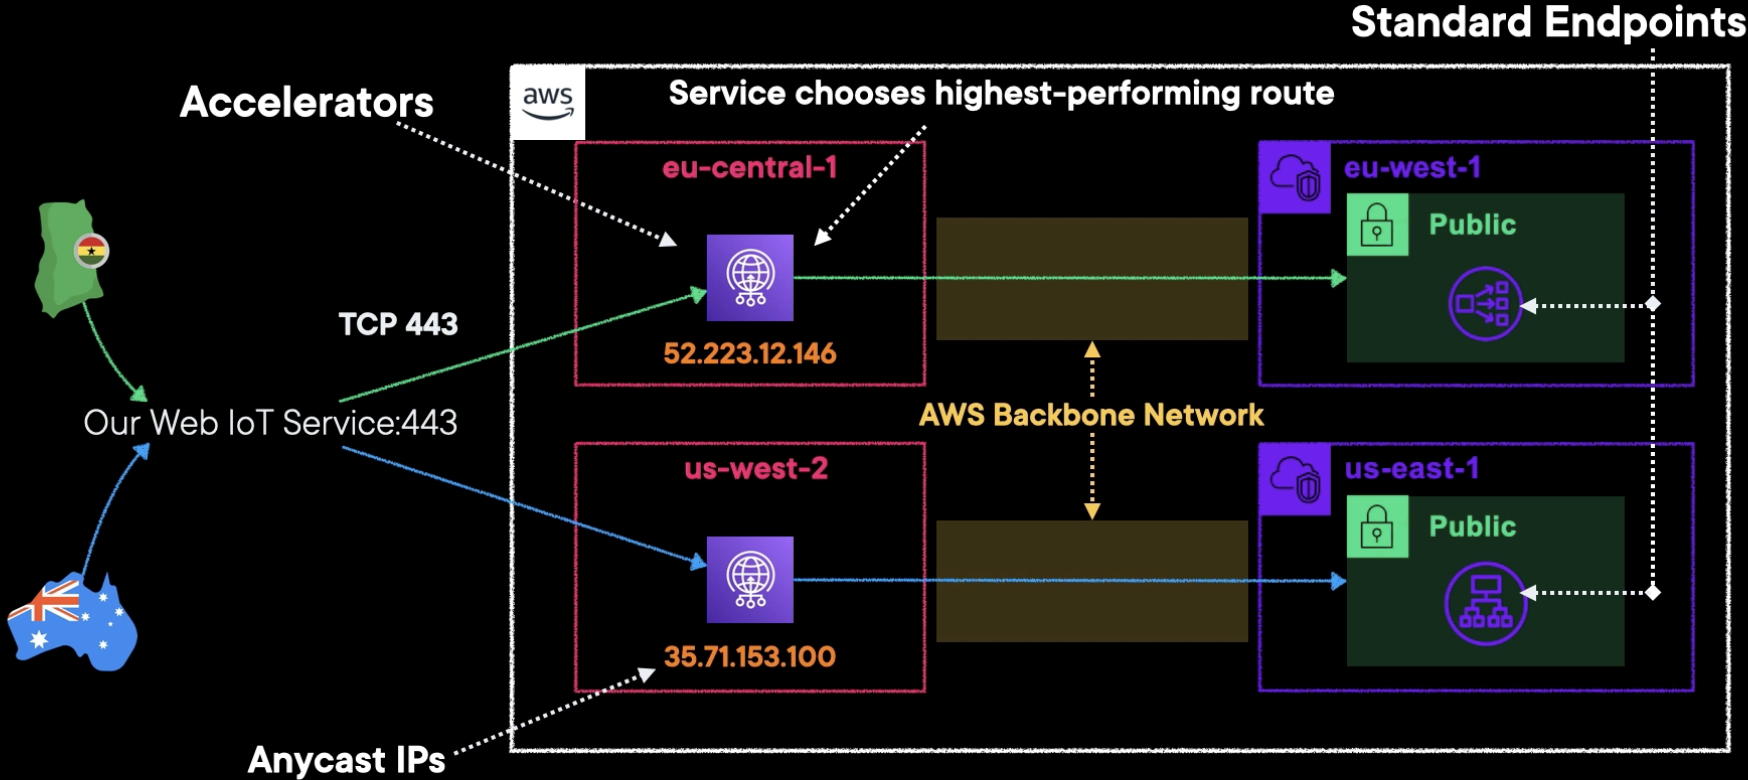 Standard Endpoints
Accelerators
aws
Service chooses highest-performing route
eu-central-1
eu-west-1
Public
TCP 443
52.223.12.146
Our Web IoT Service:443
AWS Backbone Network
us-west-2
us-east-1
Public
35.71.153.100
Anycast IPs